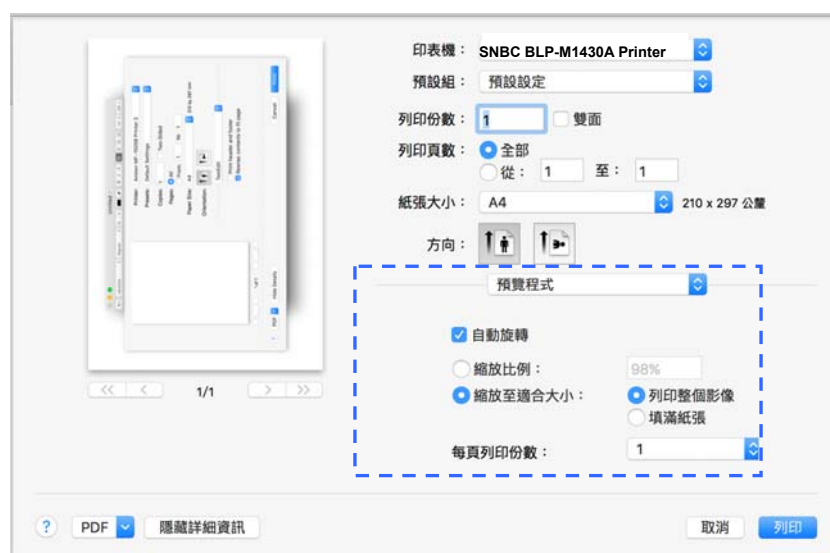 印表機： SNBC BLP-M1430A Printer
預設組： 預設設定
列印份數： 1 雙面
列印頁數： 全部
從： 1 至： 1
紙張大小： A4 210 x 297 公釐
方向：
預覽程式
自動旋轉
縮放比例： 98%
縮放至適合大小： 列印整個影像
填滿紙張
每頁列印份數： 1
<< < 1/1 > >>
? PDF 隱藏詳細資訊 取消 列印